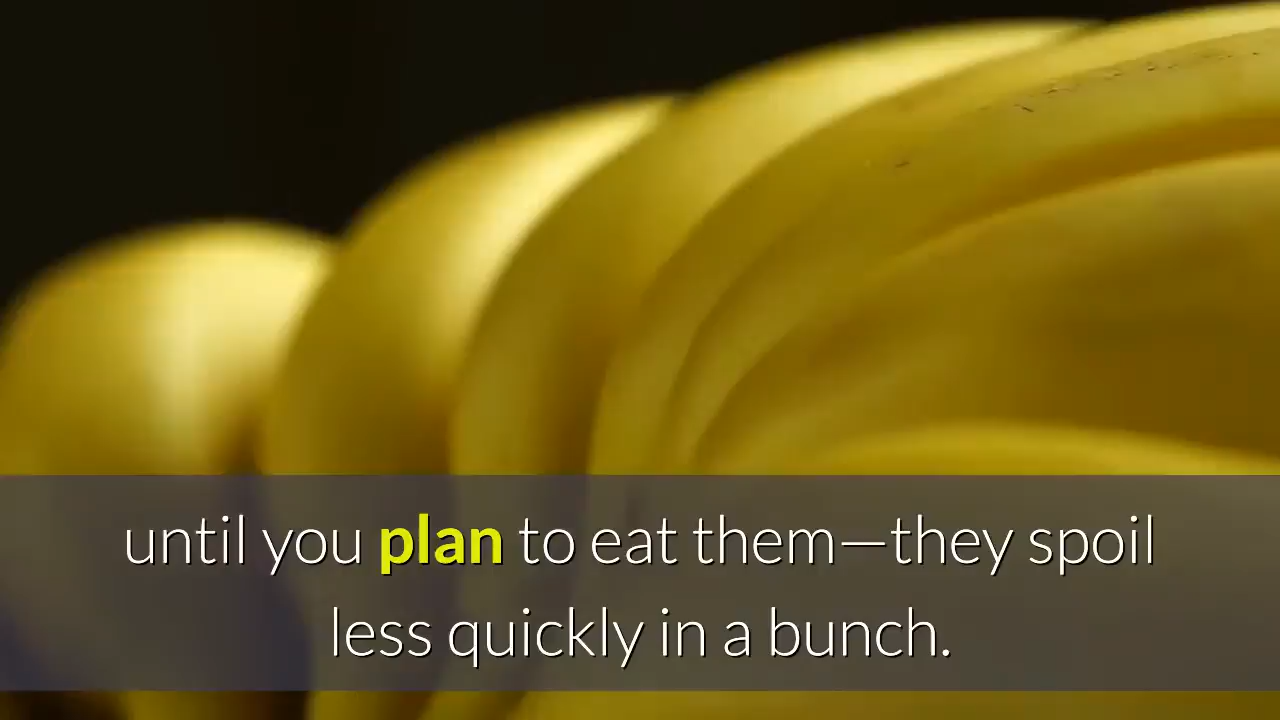 until you plan to eat them—they spoil
less quickly in a bunch.